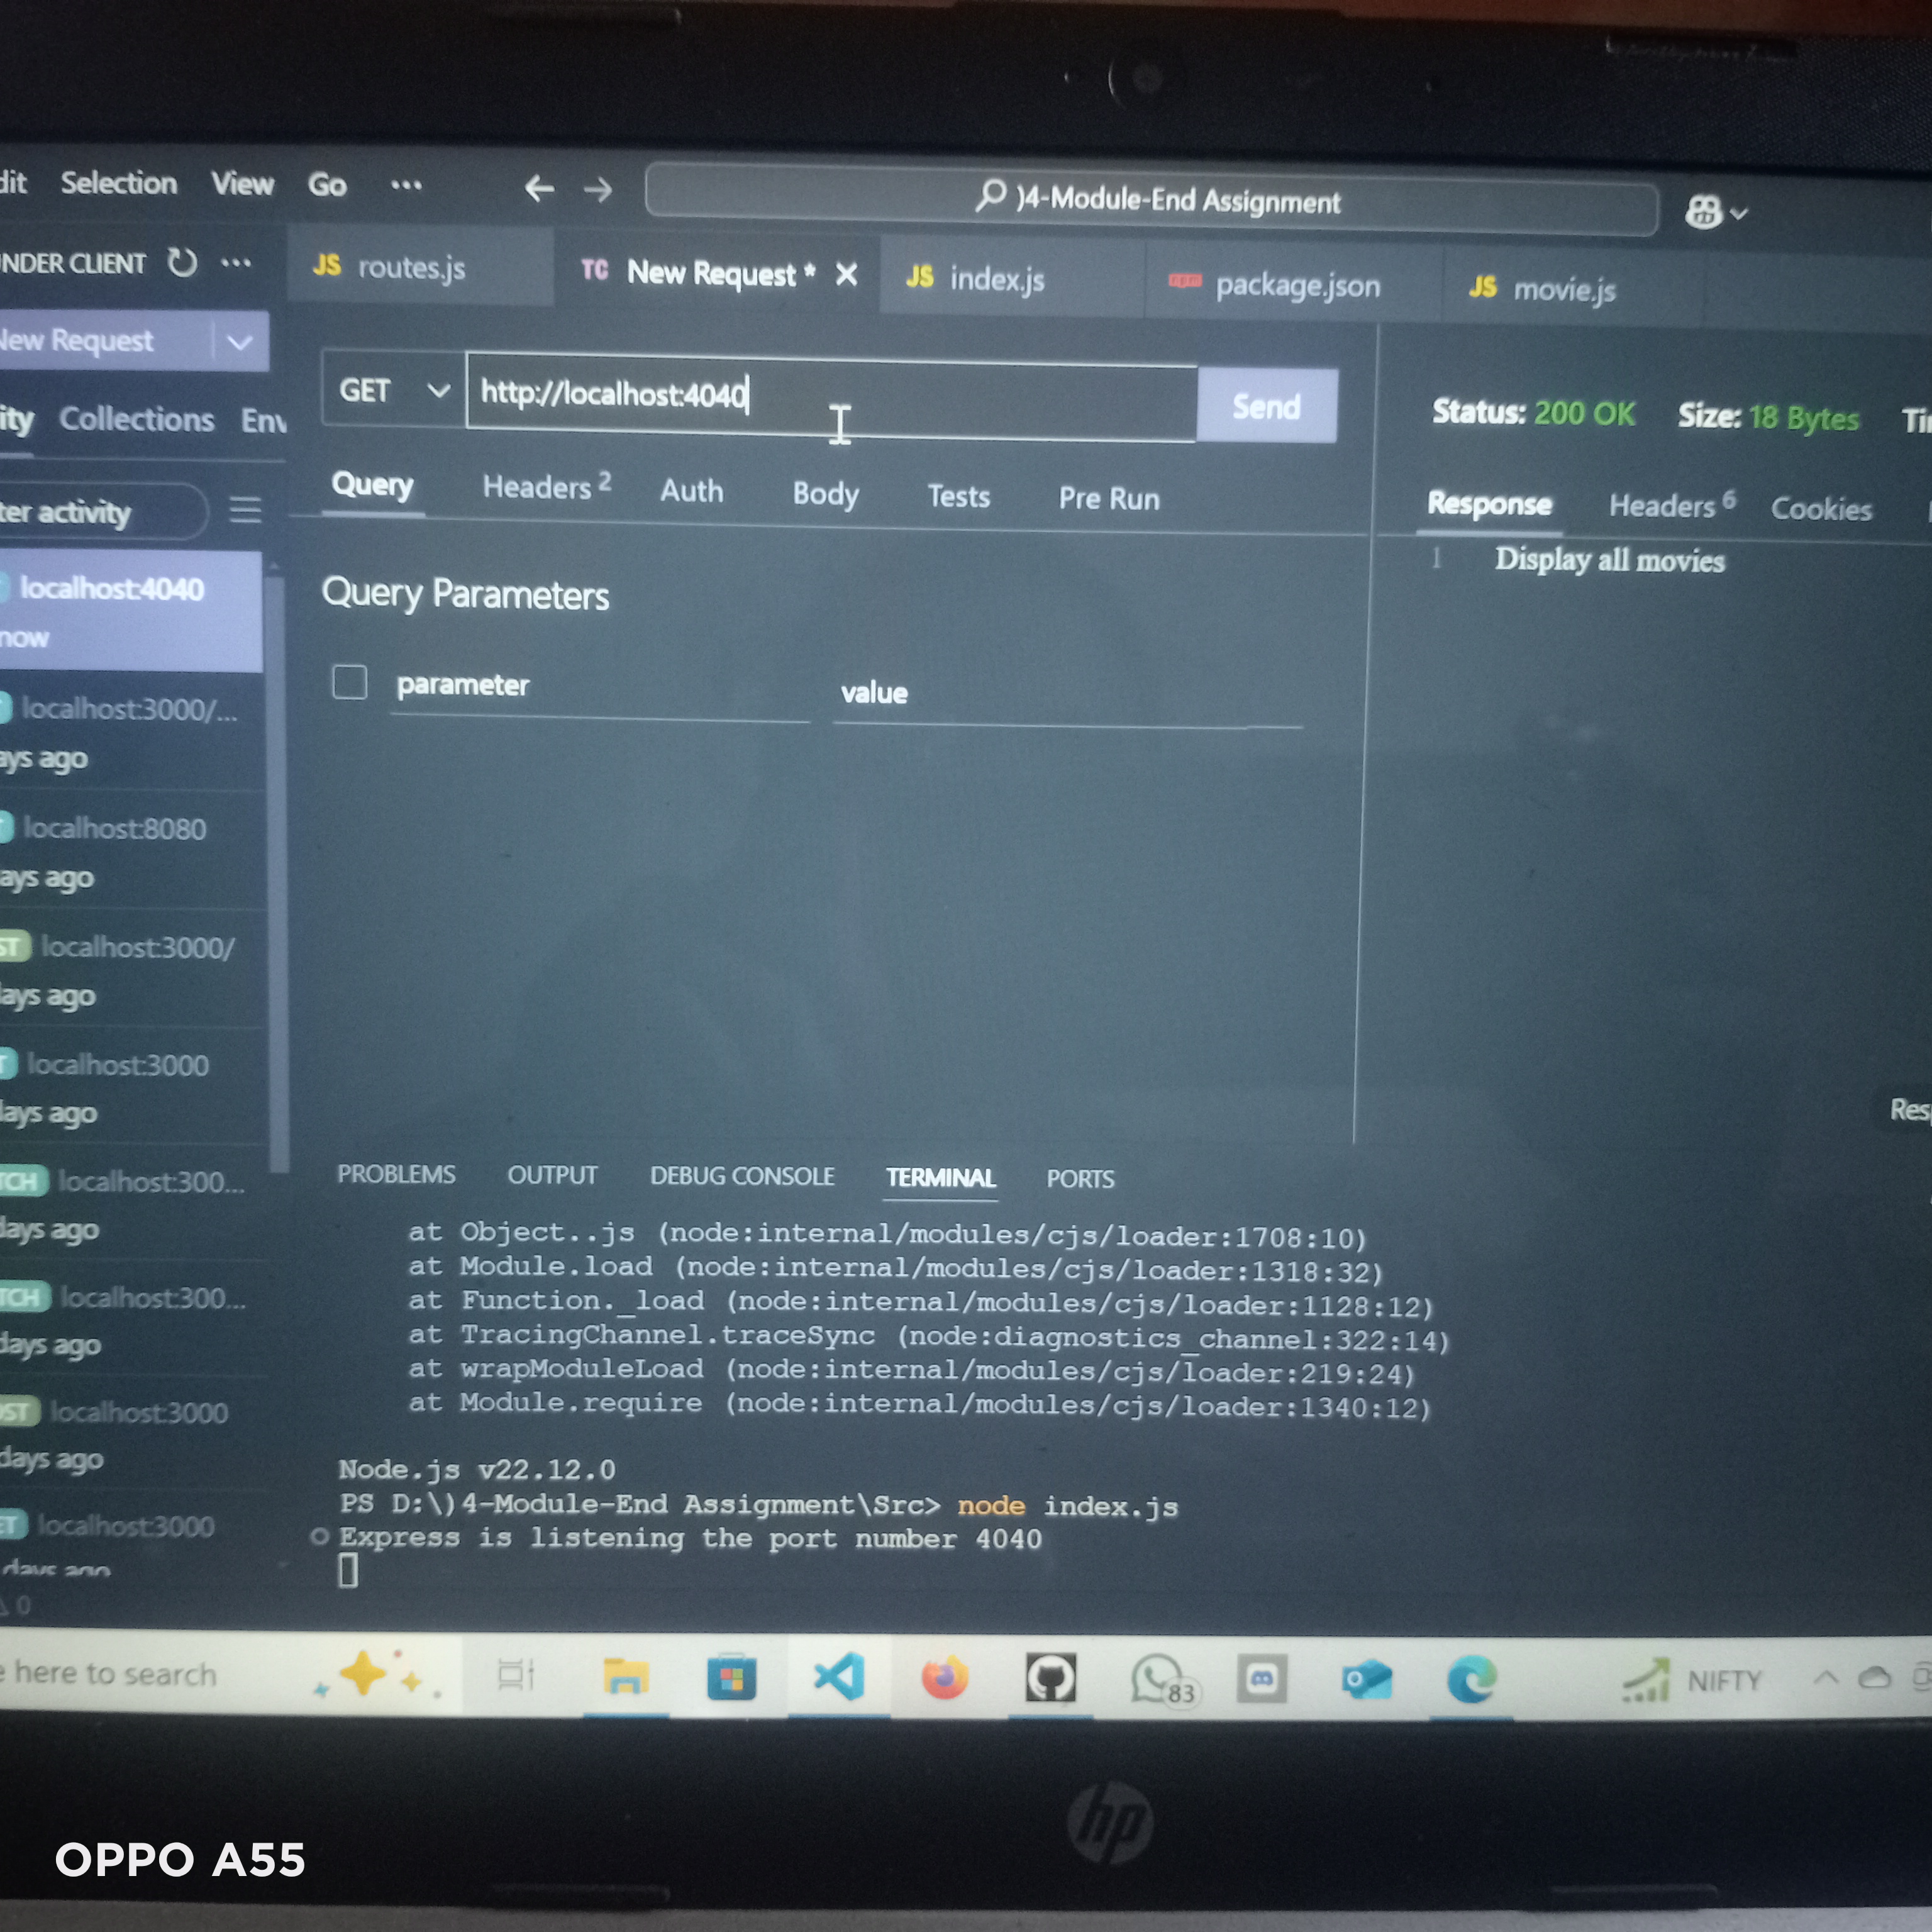 dit Selection View Go ... )4-Module-End Assignment
NDER CLIENT ...
JS routes.js TC New Request * JS index.js npm package.json JS movie.js
New Request
GET http://localhost:4040 Send
Status: 200 OK Size: 18 Bytes Ti
ity Collections Env
Query Headers 2 Auth Body Tests Pre Run
Response Headers 6 Cookies
ter activity
1 Display all movies
Query Parameters
parameter value
localhost:4040
now
localhost:3000/...
ays ago
localhost:8080
ays ago
ST localhost:3000/
ays ago
T localhost:3000
lays ago
TCH localhost:300...
days ago
TCH localhost:300...
days ago
OST localhost:3000
days ago
ET localhost:3000
days ago
0
Res
PROBLEMS OUTPUT DEBUG CONSOLE TERMINAL PORTS
at Object..js (node:internal/modules/cjs/loader:1708:10)
at Module.load (node:internal/modules/cjs/loader:1318:32)
at Function._load (node:internal/modules/cjs/loader:1128:12)
at TracingChannel.traceSync (node:diagnostics_channel:322:14)
at wrapModuleLoad (node:internal/modules/cjs/loader:219:24)
at Module.require (node:internal/modules/cjs/loader:1340:12)
Node.js v22.12.0
PS D:\)4-Module-End Assignment\Src> node index.js
Express is listening the port number 4040
e here to search 83 NIFTY
hp
OPPO A55